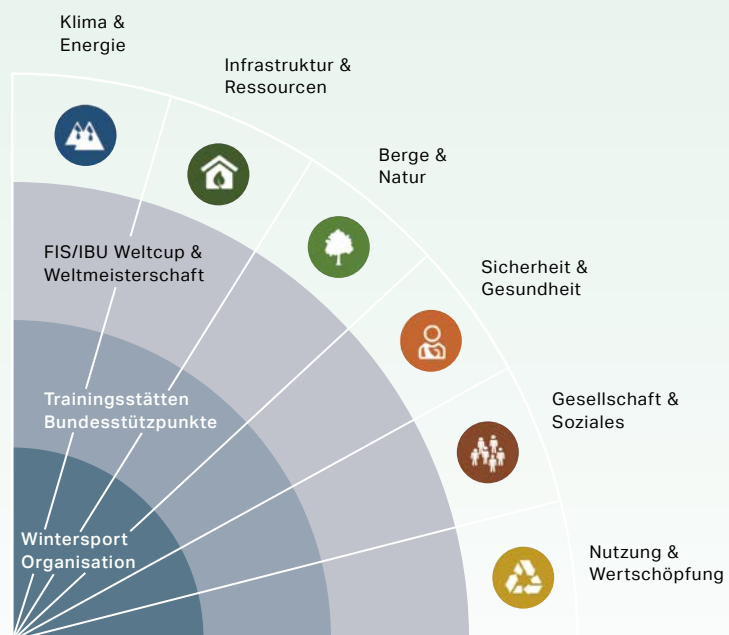 Klima &
Energie
Infrastruktur &
Ressourcen
Berge &
Natur
FIS/IBU Weltcup &
Weltmeisterschaft
Sicherheit &
Gesundheit
Trainingsstätten
Bundesstützpunkte
Gesellschaft &
Soziales
Wintersport
Organisation
Nutzung &
Wertschöpfung